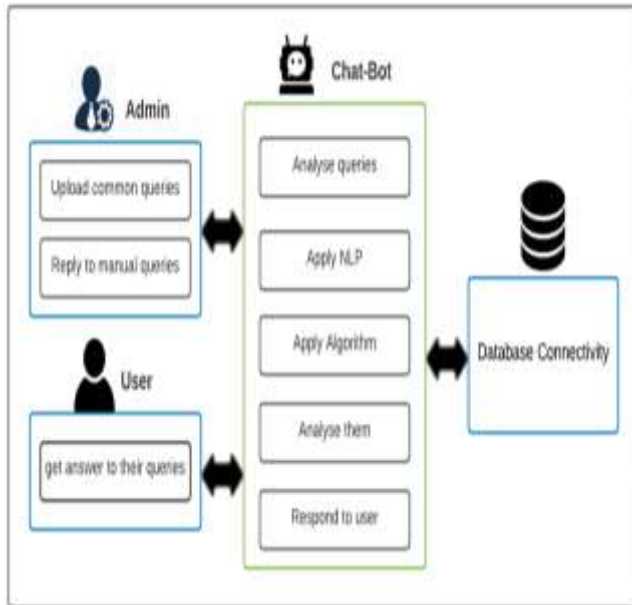 Admin
Upload common queries
Reply to manual queries
User
get answer to their queries
Chat-Bot
Analyse queries
Apply NLP
Apply Algorithm
Analyse them
Respond to user
Database Connectivity